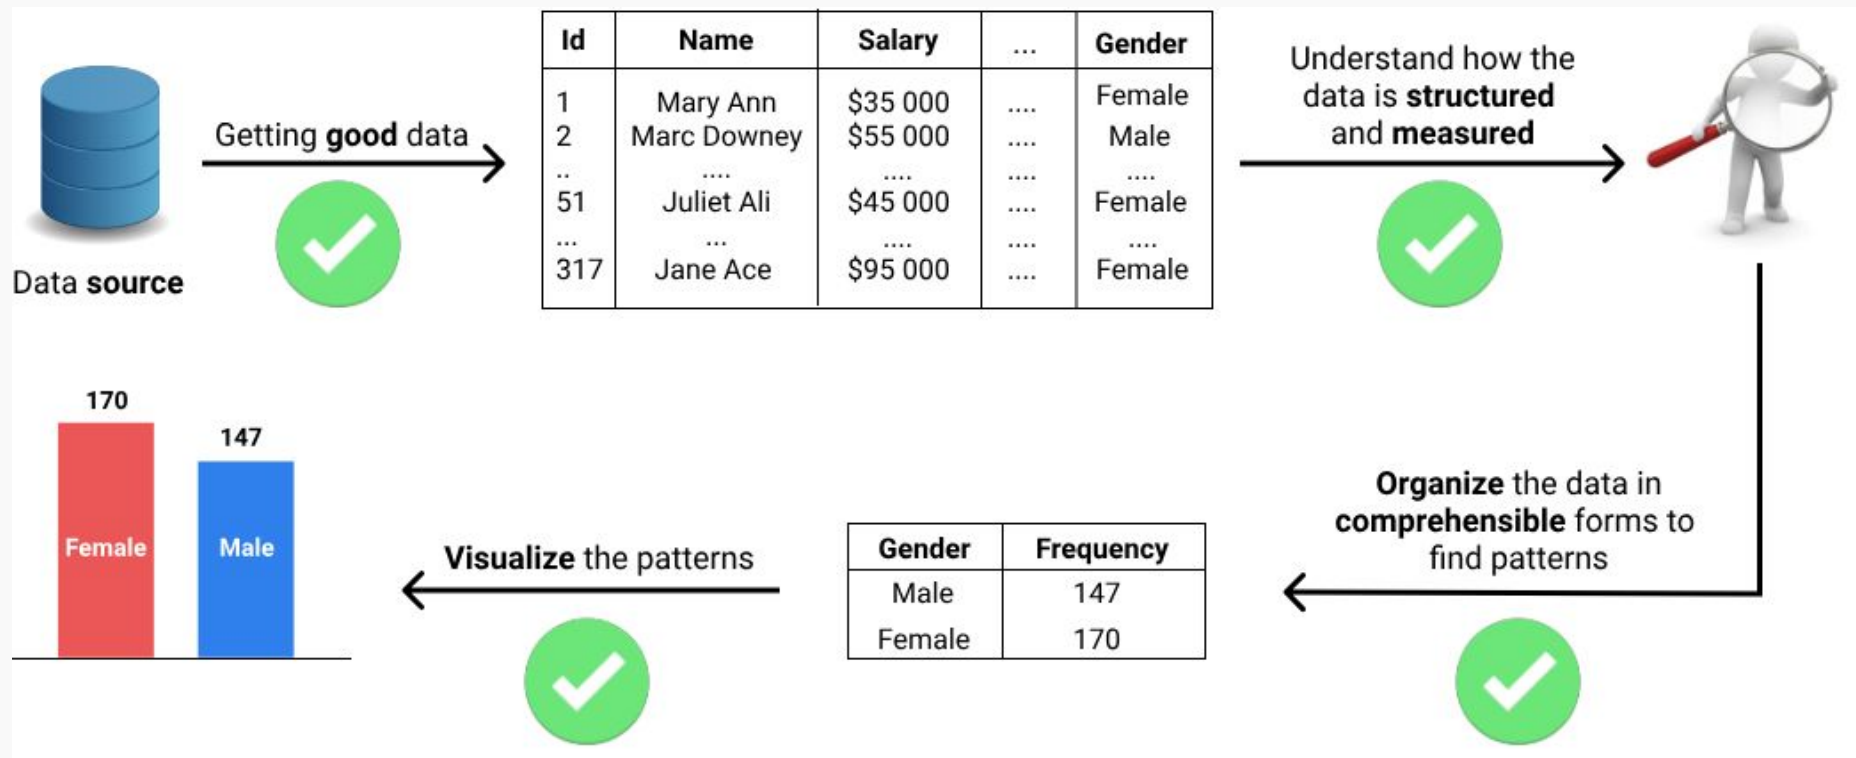 Data source
Getting good data
Id Name Salary ... Gender
1 Mary Ann $35 000 .... Female
2 Marc Downey $55 000 .... Male
.. .... .... .... ....
51 Juliet Ali $45 000 .... Female
... ... .... .... ....
317 Jane Ace $95 000 .... Female
Understand how the
data is structured
and measured
Organize the data in
comprehensible forms to
find patterns
Gender Frequency
Male 147
Female 170
Visualize the patterns
170
147
Female Male